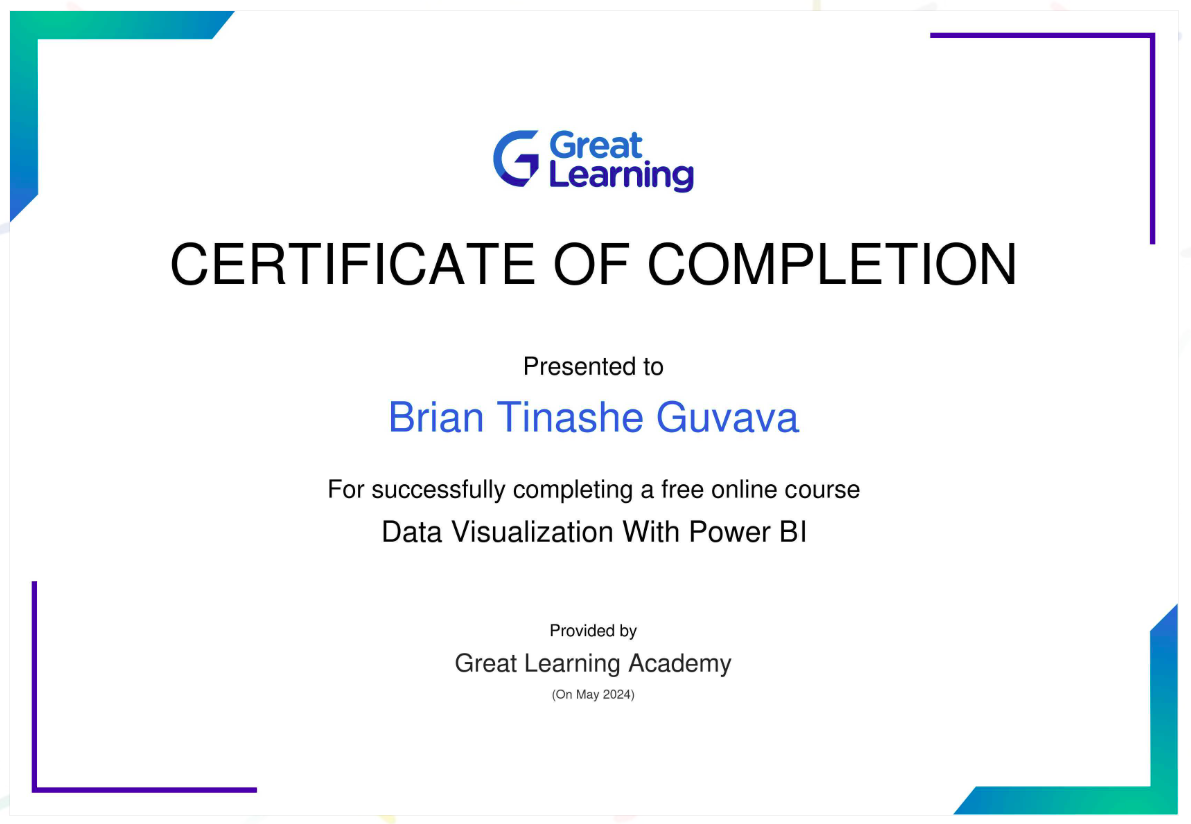 Great
Learning
CERTIFICATE OF COMPLETION
Presented to
Brian Tinashe Guvava
For successfully completing a free online course
Data Visualization With Power BI
Provided by
Great Learning Academy
(On May 2024)